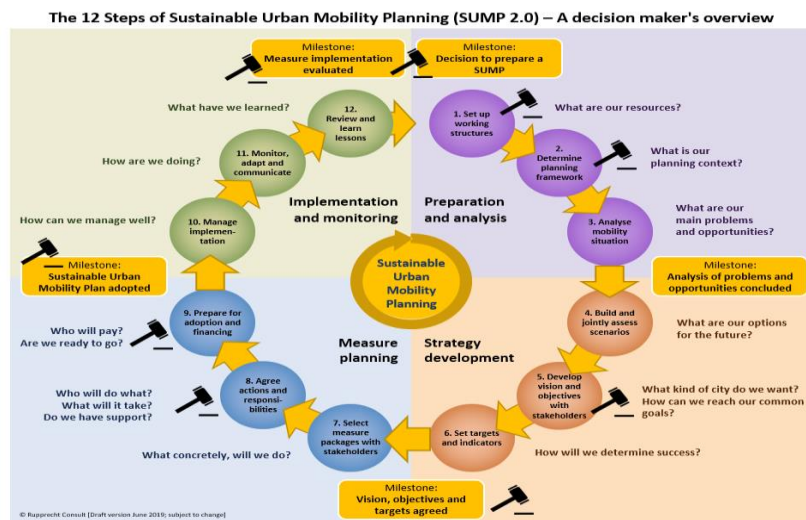 The 12 Steps of Sustainable Urban Mobility Planning (SUMP 2.0) – A decision maker's overview
Milestone:
Measure implementation
evaluated
Milestone:
Decision to prepare a
SUMP
What have we learned?
12.
Review and
learn
lessons
1. Set up
working
structures
What are our resources?
How are we doing?
11. Monitor,
adapt and
communicate
2.
Determine
planning
framework
What is our
planning context?
Implementation
and monitoring
Preparation
and analysis
How can we manage well?
10. Manage
implemen-
tation
3. Analyse
mobility
situation
What are our
main problems
and opportunities?
Milestone:
Sustainable Urban
Mobility Plan adopted
Sustainable
Urban
Mobility
Planning
Milestone:
Analysis of problems and
opportunities concluded
Who will pay?
Are we ready to go?
9. Prepare for
adoption and
financing
4. Build and
jointly assess
scenarios
What are our options
for the future?
Measure
planning
Strategy
development
Who will do what?
What will it take?
Do we have support?
8. Agree
actions and
responsi-
bilities
5. Develop
vision and
objectives
with
stakeholders
What kind of city do we want?
How can we reach our common
goals?
What concretely, will we do?
7. Select
measure
packages with
stakeholders
6. Set targets
and indicators
How will we determine success?
Milestone:
Vision, objectives and
targets agreed
© Rupprecht Consult [Draft version June 2019; subject to change]